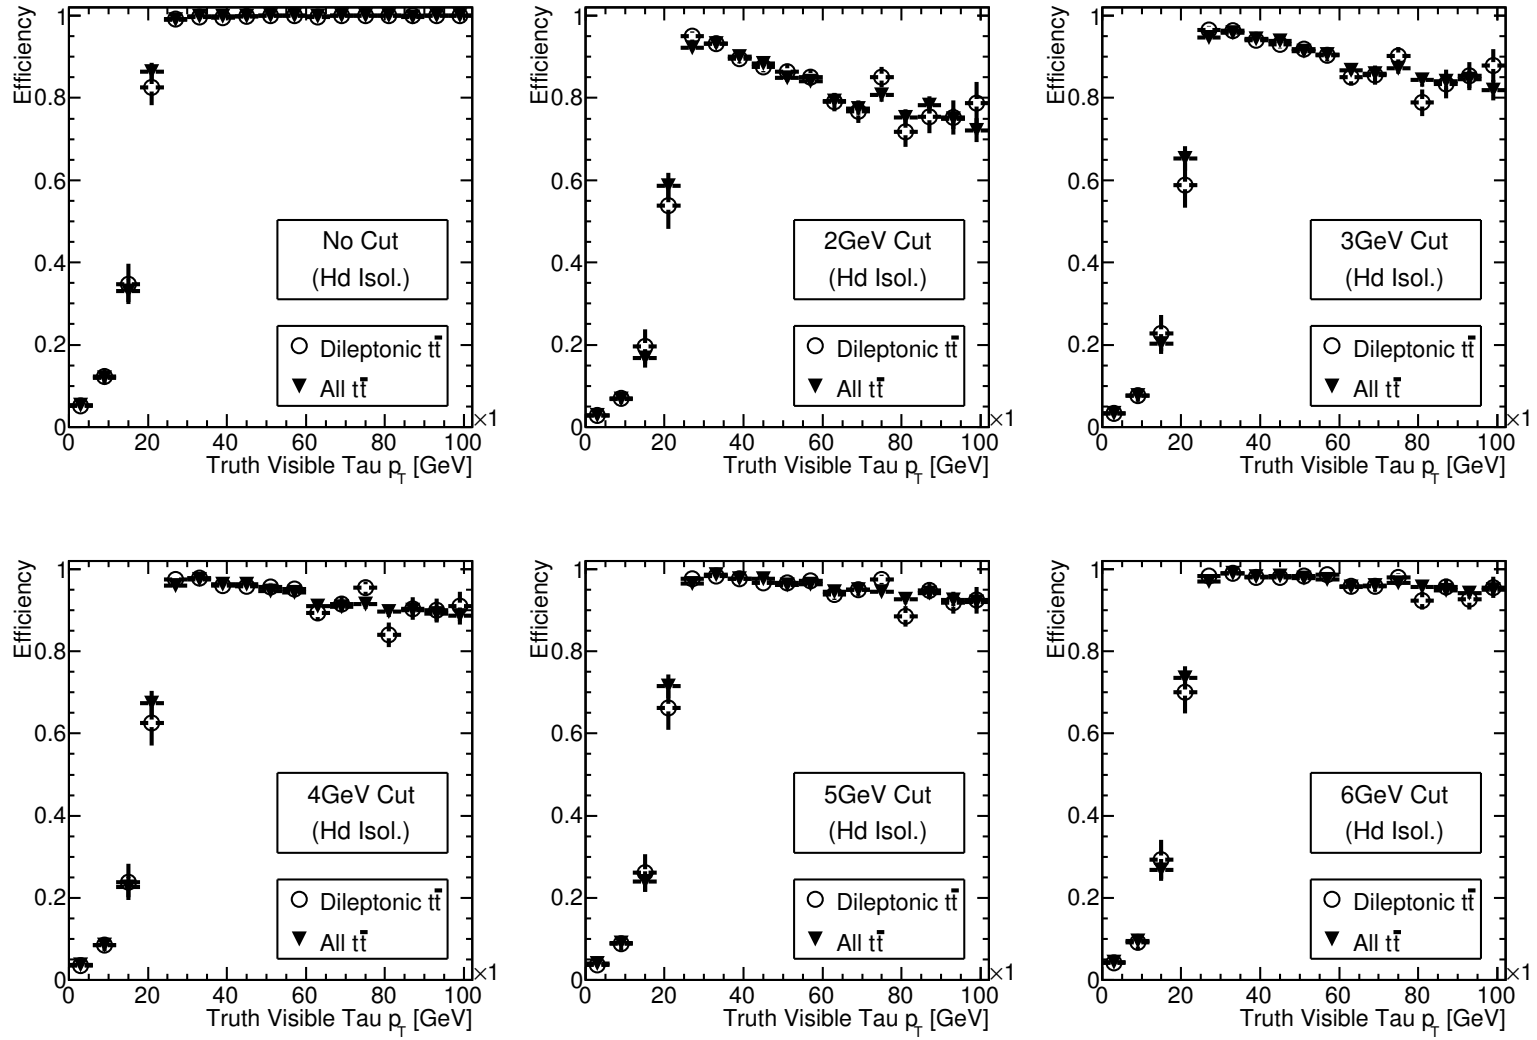 Efficiency
1
0.8
0.6
0.4
0.2
0
No Cut
(Hd Isol.)
Dileptonic tt̄
All tt̄
0 20 40 60 80 100 ×1
Truth Visible Tau p_T [GeV]
Efficiency
1
0.8
0.6
0.4
0.2
0
2GeV Cut
(Hd Isol.)
Dileptonic tt̄
All tt̄
0 20 40 60 80 100 ×1
Truth Visible Tau p_T [GeV]
Efficiency
1
0.8
0.6
0.4
0.2
0
3GeV Cut
(Hd Isol.)
Dileptonic tt̄
All tt̄
0 20 40 60 80 100 ×1
Truth Visible Tau p_T [GeV]
Efficiency
1
0.8
0.6
0.4
0.2
0
4GeV Cut
(Hd Isol.)
Dileptonic tt̄
All tt̄
0 20 40 60 80 100 ×1
Truth Visible Tau p_T [GeV]
Efficiency
1
0.8
0.6
0.4
0.2
0
5GeV Cut
(Hd Isol.)
Dileptonic tt̄
All tt̄
0 20 40 60 80 100 ×1
Truth Visible Tau p_T [GeV]
Efficiency
1
0.8
0.6
0.4
0.2
0
6GeV Cut
(Hd Isol.)
Dileptonic tt̄
All tt̄
0 20 40 60 80 100 ×1
Truth Visible Tau p_T [GeV]